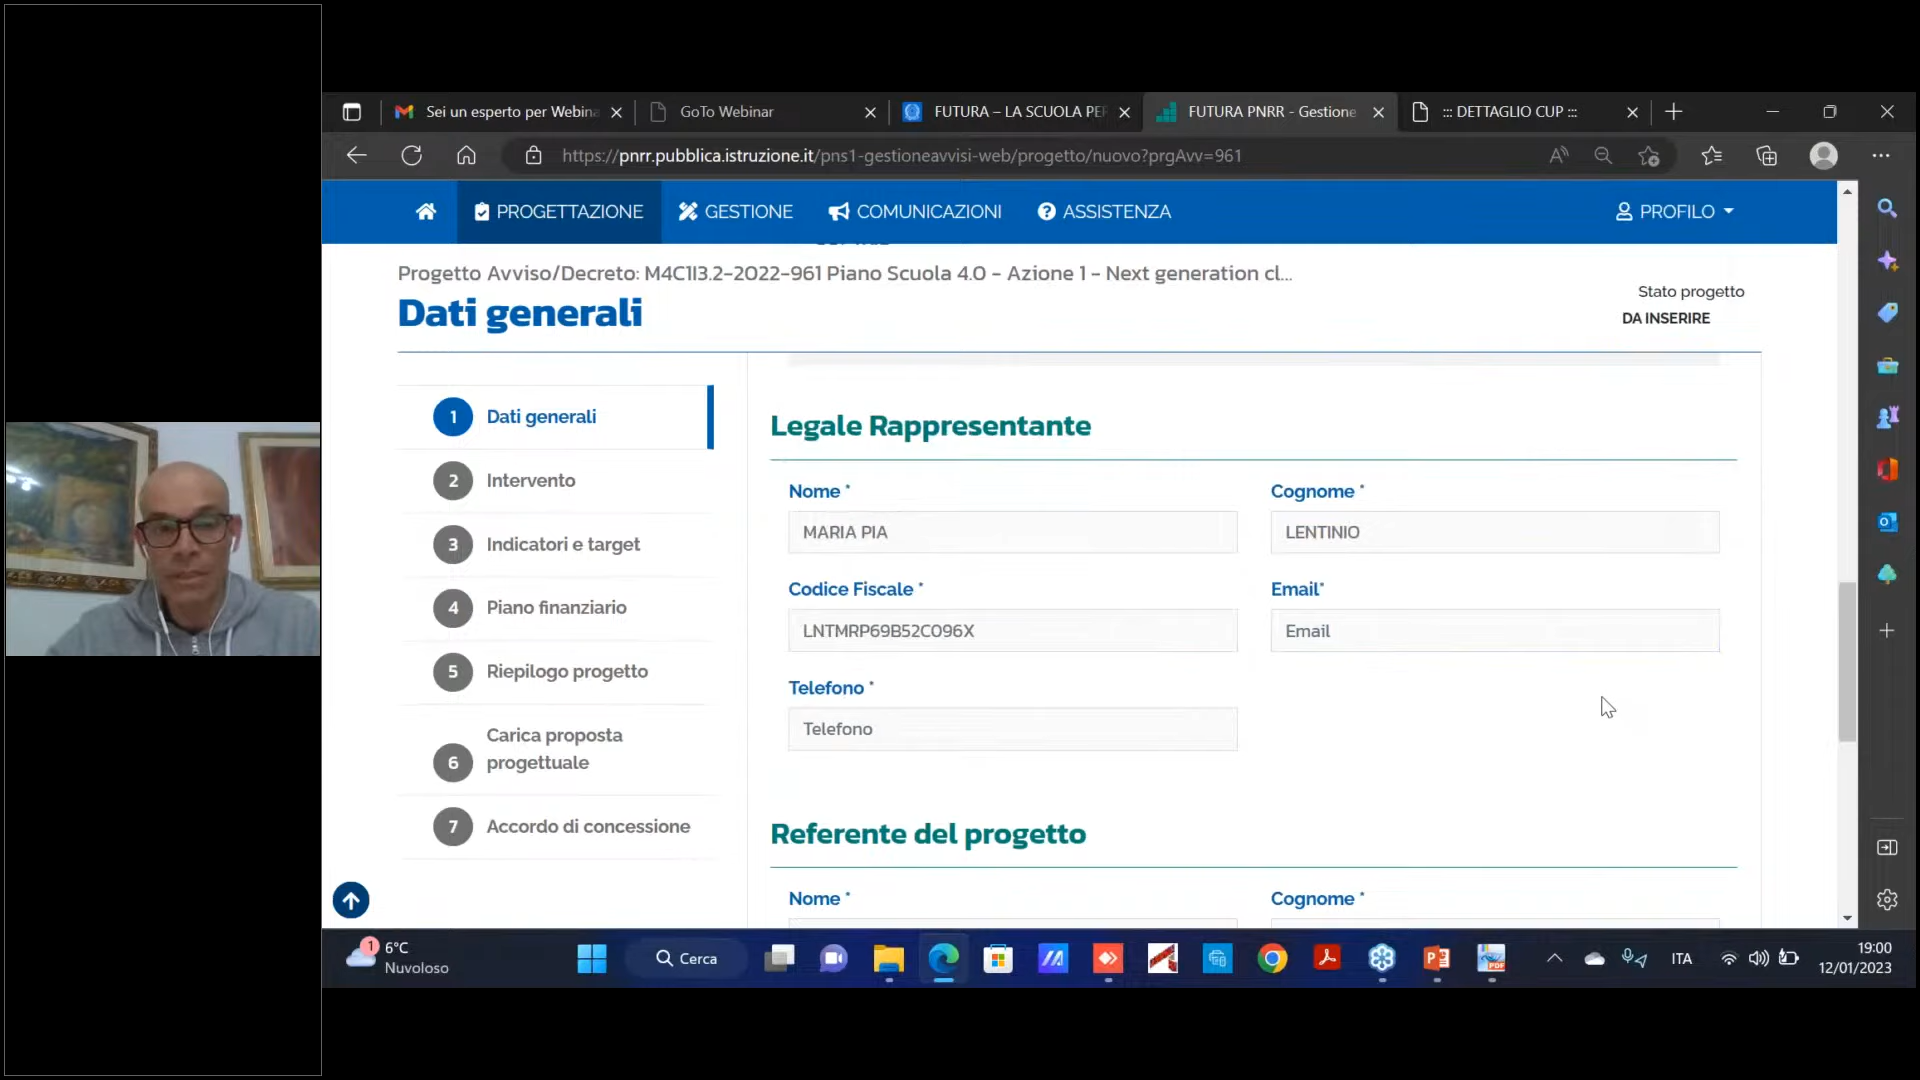 Sei un esperto per Webina
GoTo Webinar
FUTURA – LA SCUOLA PER
FUTURA PNRR - Gestione
::: DETTAGLIO CUP :::
https://pnrr.pubblica.istruzione.it/pns1-gestioneavvisi-web/progetto/nuovo?prgAvv=961
PROGETTAZIONE
GESTIONE
COMUNICAZIONI
ASSISTENZA
PROFILO
Progetto Avviso/Decreto: M4C1I3.2-2022-961 Piano Scuola 4.0 - Azione 1 - Next generation cl...
Dati generali
Stato progetto
DA INSERIRE
1 Dati generali
2 Intervento
3 Indicatori e target
4 Piano finanziario
5 Riepilogo progetto
6 Carica proposta
progettuale
7 Accordo di concessione
Legale Rappresentante
Nome *
Cognome *
MARIA PIA
LENTINIO
Codice Fiscale *
Email*
LNTMRP69B52C096X
Email
Telefono *
Telefono
Referente del progetto
Nome *
Cognome *
1
6°C
Nuvoloso
Cerca
ITA
19:00
12/01/2023